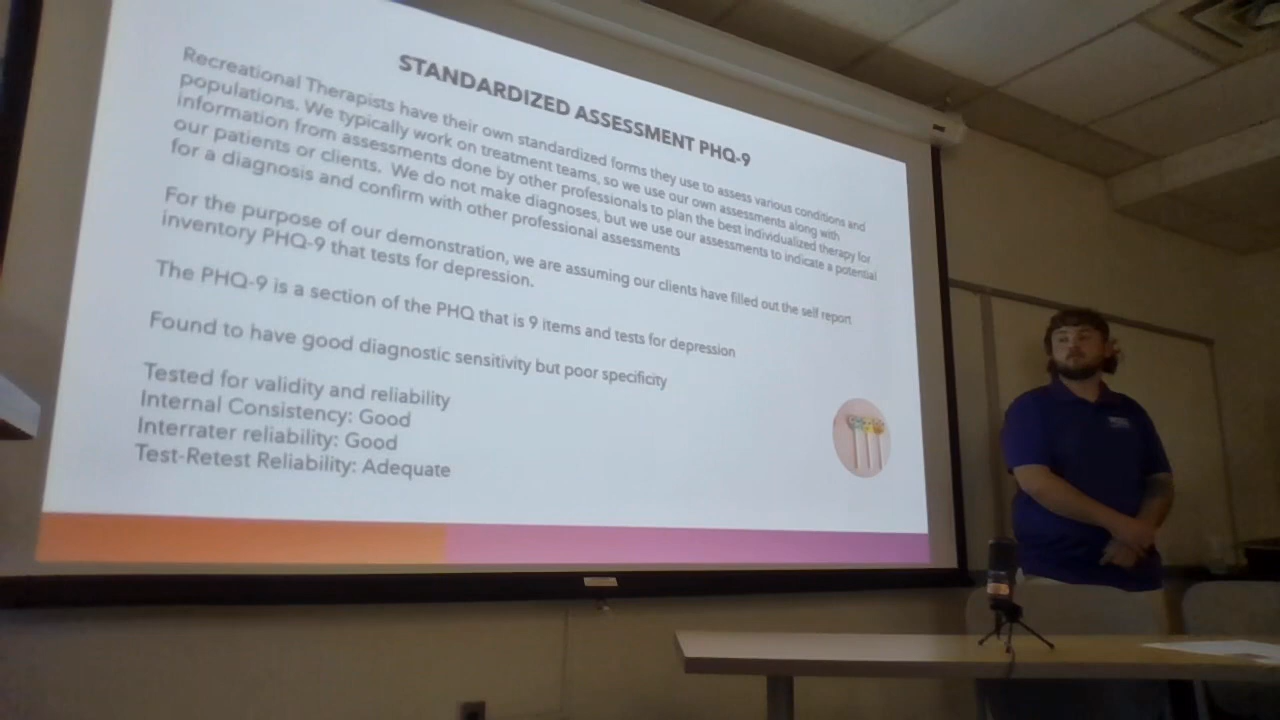 STANDARDIZED ASSESSMENT PHQ-9
Recreational Therapists have their own standardized forms they use to assess various conditions and
populations. We typically work on treatment teams, so we use our own assessments along with
information from assessments done by other professionals to plan the best individualized therapy for
our patients or clients. We do not make diagnoses, but we use our assessments to indicate a potential
for a diagnosis and confirm with other professional assessments
For the purpose of our demonstration, we are assuming our clients have filled out the self report
inventory PHQ-9 that tests for depression.
The PHQ-9 is a section of the PHQ that is 9 items and tests for depression
Found to have good diagnostic sensitivity but poor specificity
Tested for validity and reliability
Internal Consistency: Good
Interrater reliability: Good
Test-Retest Reliability: Adequate